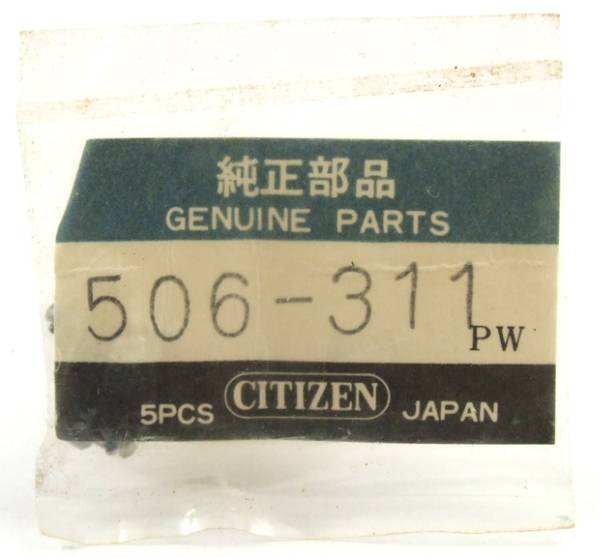 純正部品
GENUINE PARTS
506-311
PW
5PCS CITIZEN JAPAN